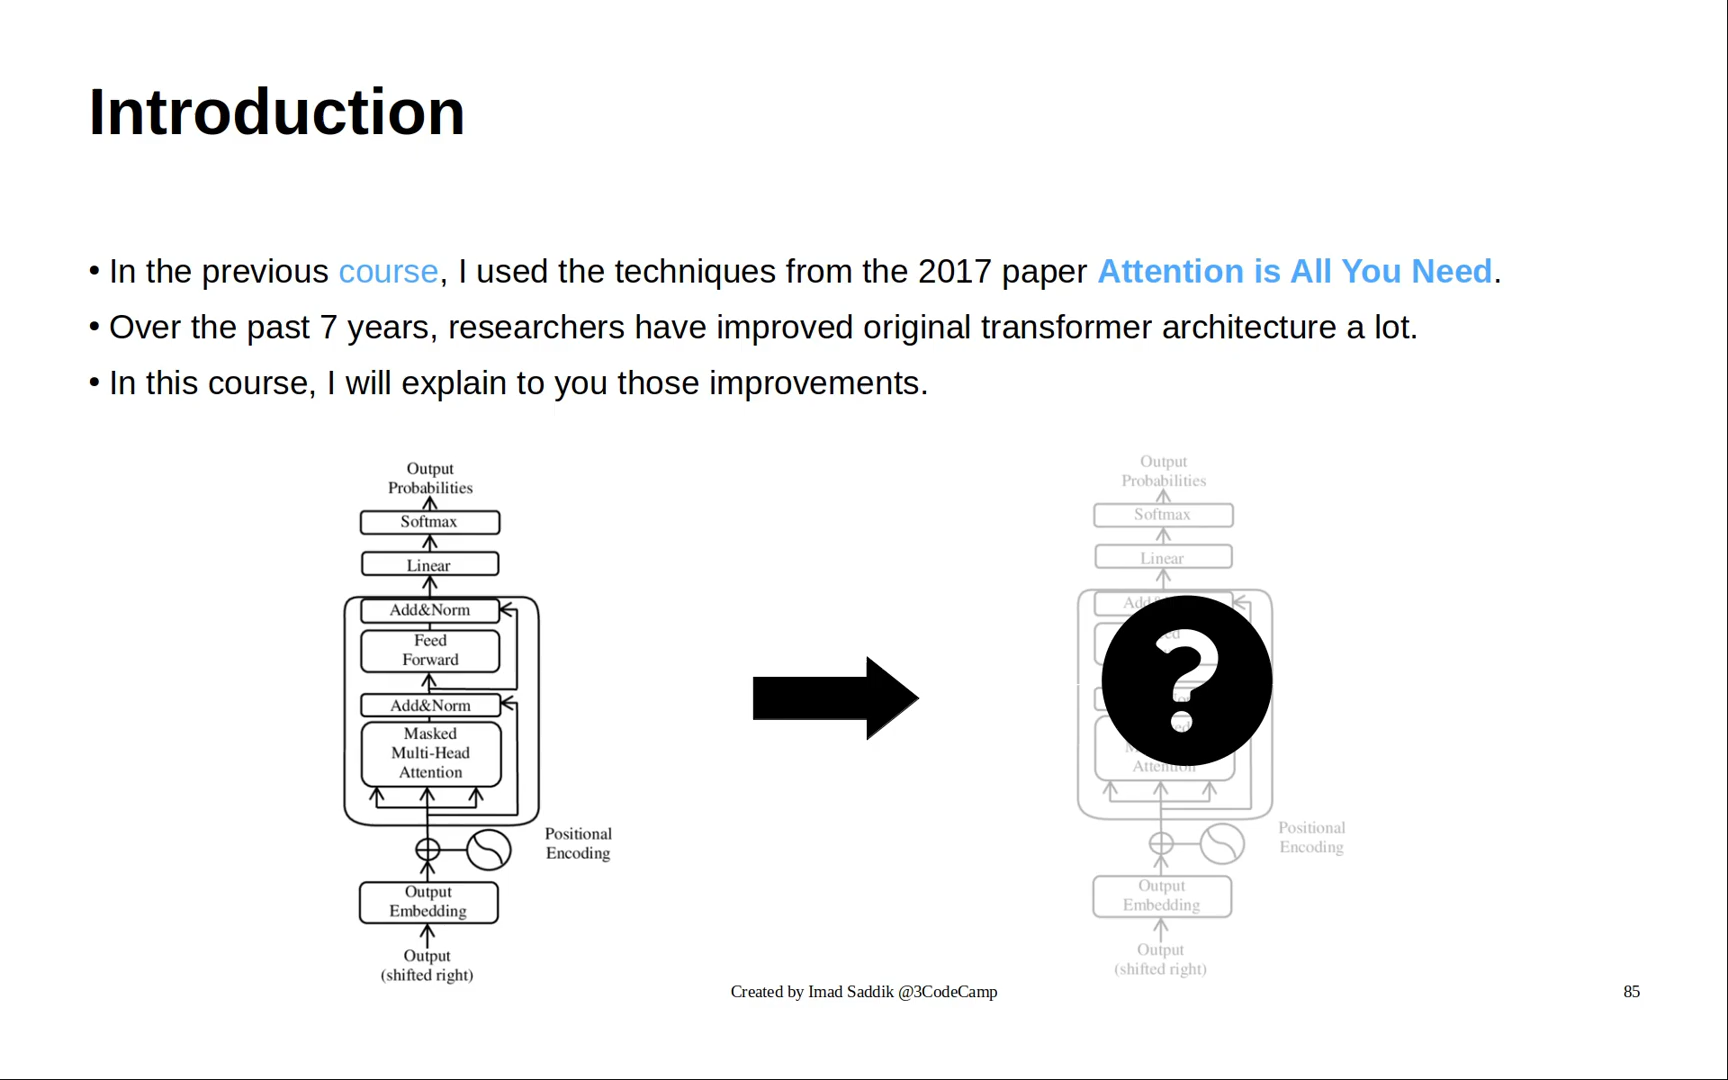 Introduction
• In the previous course, I used the techniques from the 2017 paper Attention is All You Need.
• Over the past 7 years, researchers have improved original transformer architecture a lot.
• In this course, I will explain to you those improvements.
Output
Probabilities
Softmax
Linear
Add&Norm
Feed
Forward
Add&Norm
Masked
Multi-Head
Attention
Positional
Encoding
Output
Embedding
Output
(shifted right)
Output
Probabilities
Softmax
Linear
?
Attention
Positional
Encoding
Output
Embedding
Output
(shifted right)
Created by Imad Saddik @3CodeCamp
85